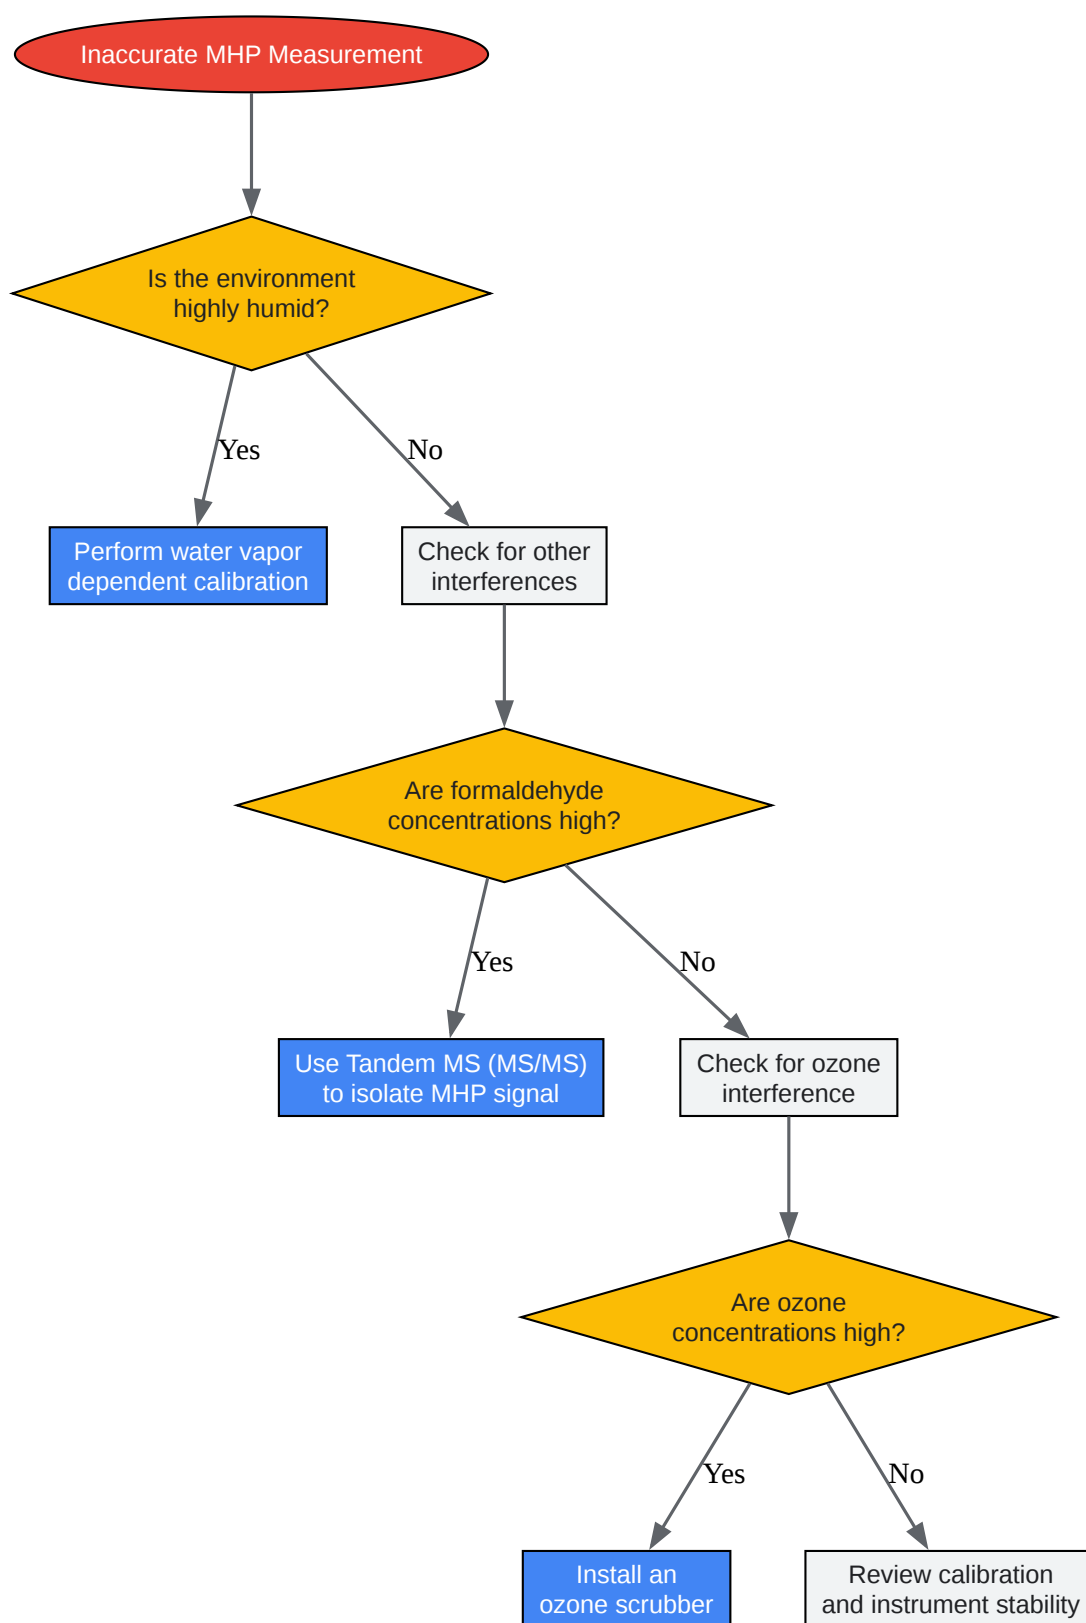 Inaccurate MHP Measurement
Is the environment
highly humid?
Yes
No
Perform water vapor
dependent calibration
Check for other
interferences
Are formaldehyde
concentrations high?
Yes
No
Use Tandem MS (MS/MS)
to isolate MHP signal
Check for ozone
interference
Are ozone
concentrations high?
Yes
No
Install an
ozone scrubber
Review calibration
and instrument stability